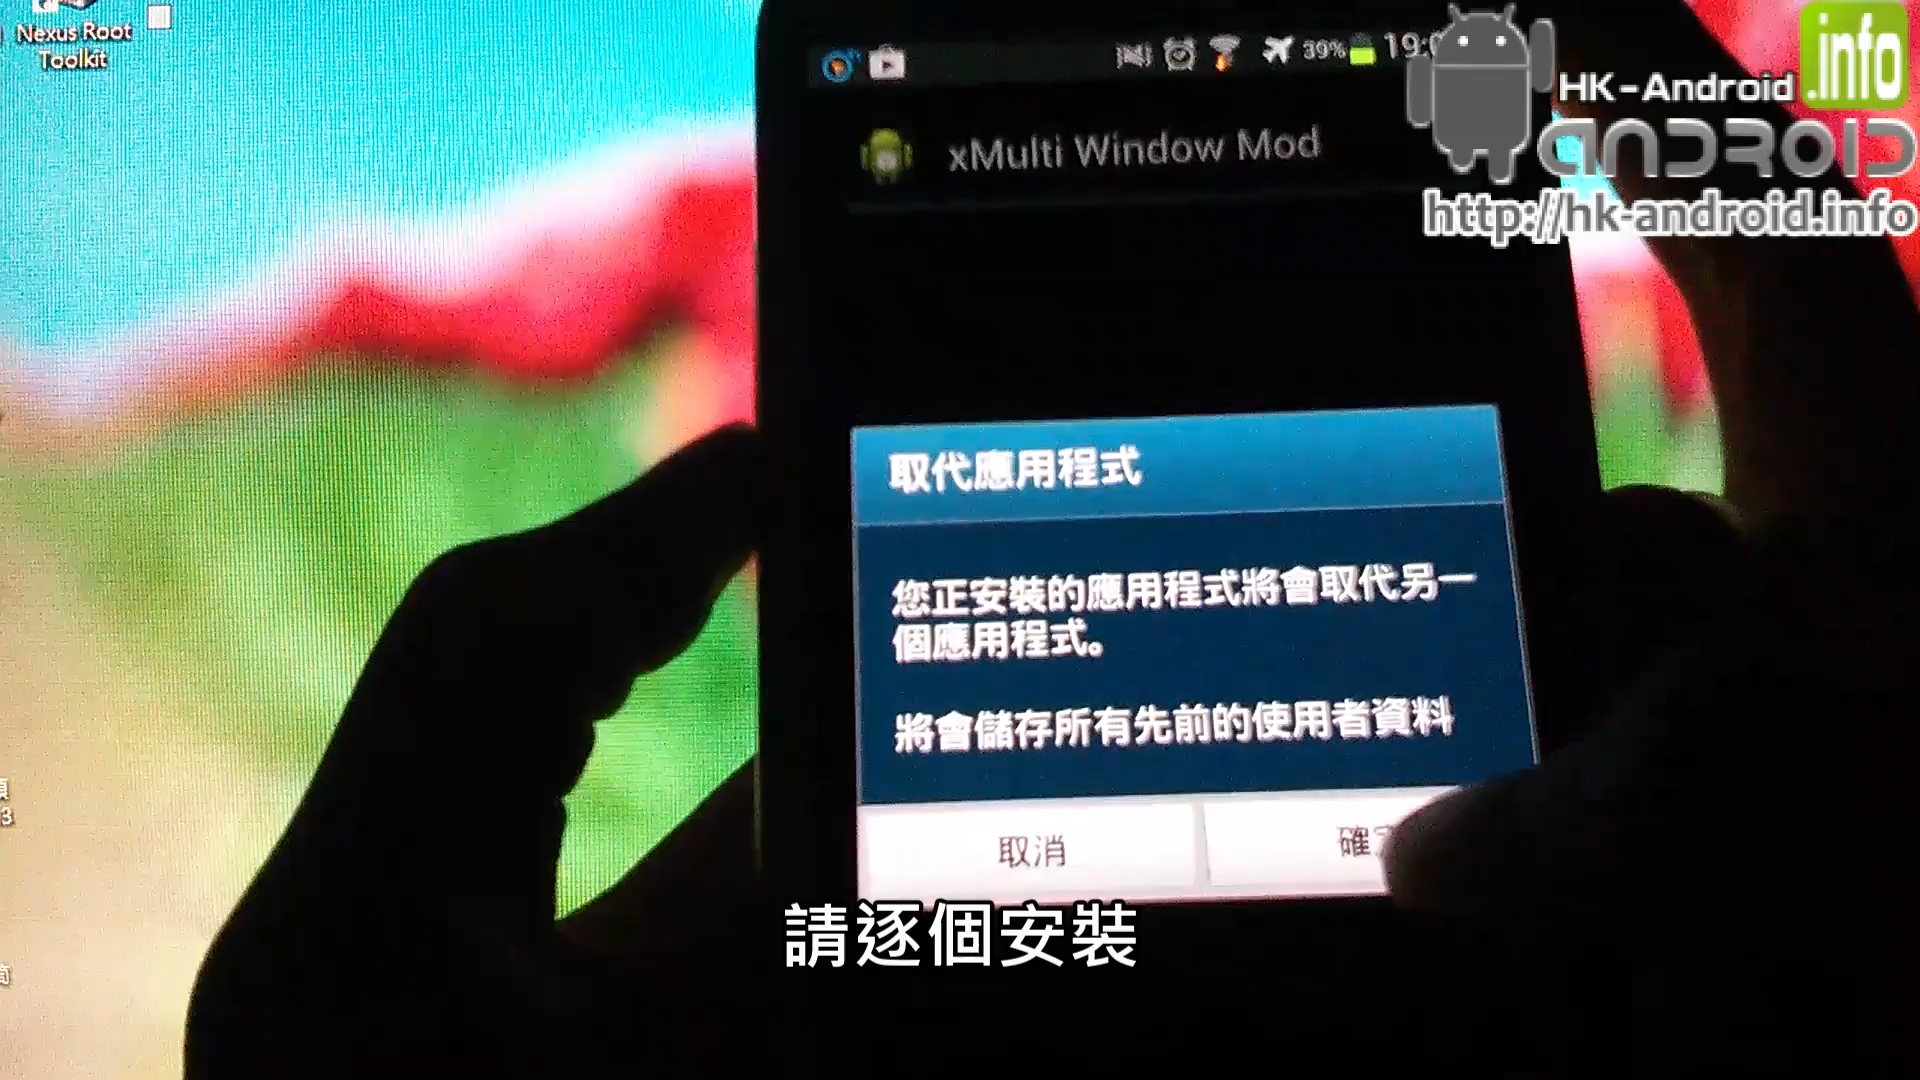 Nexus Root
Toolkit
39%
xMulti Window Mod
HK-Android
.info
ANDROID
http://hk-android.info
取代應用程式
您正安裝的應用程式將會取代另一
個應用程式。
將會儲存所有先前的使用者資料
取消
確定
請逐個安裝